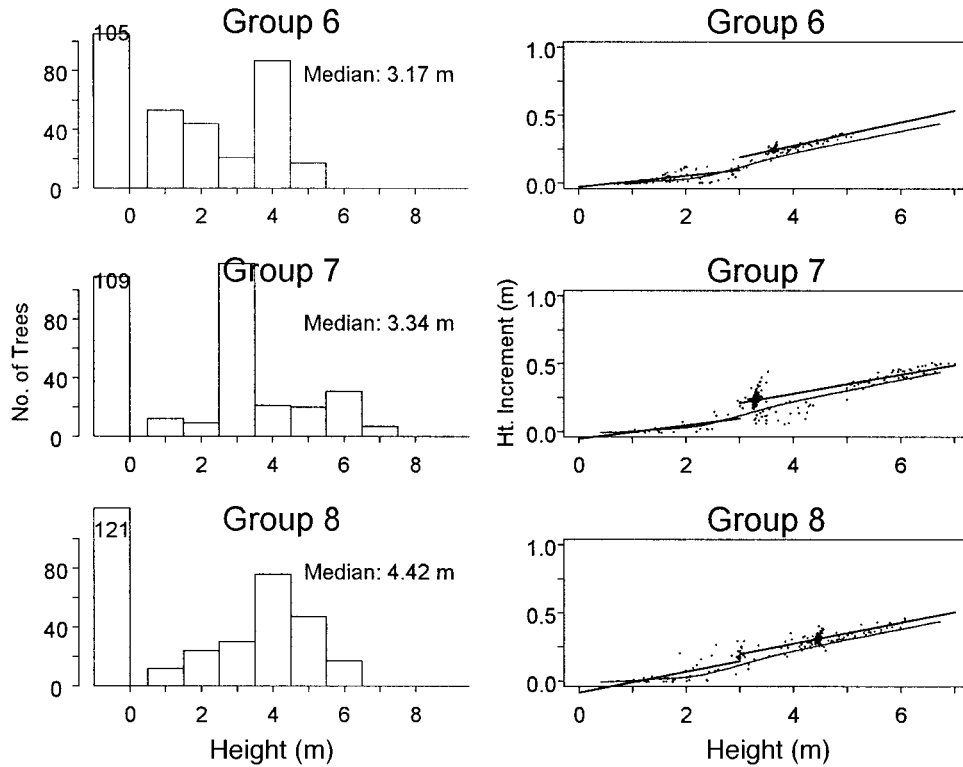 Group 6
105
Median: 3.17 m
80
40
0
0 2 4 6 8
Group 6
1.0
0.5
0.0
0 2 4 6
Group 7
109
Median: 3.34 m
No. of Trees
80
40
0
0 2 4 6 8
Group 7
Ht. Increment (m)
1.0
0.5
0.0
0 2 4 6
Group 8
121
Median: 4.42 m
80
40
0
0 2 4 6 8
Height (m)
Group 8
1.0
0.5
0.0
0 2 4 6
Height (m)